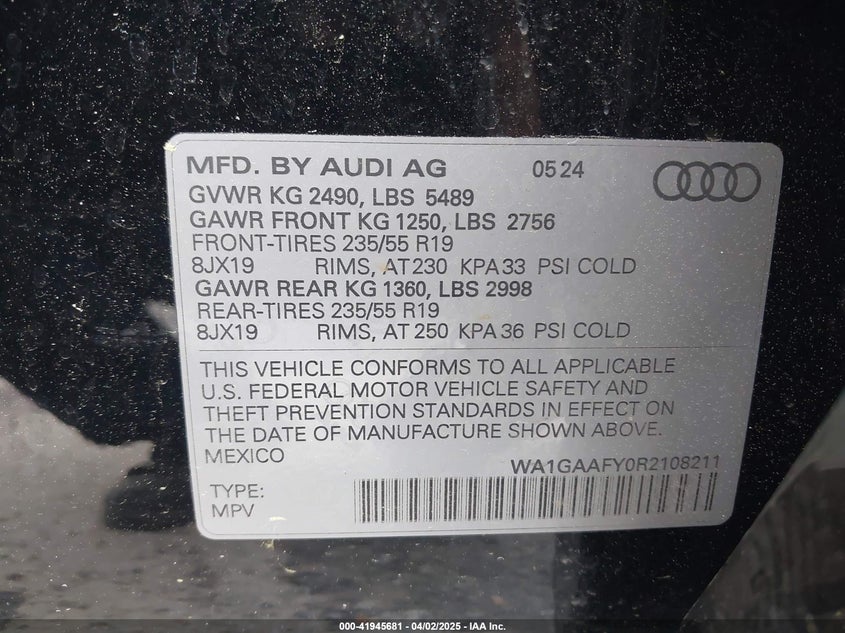 MFD. BY AUDI AG 05 24
GVWR KG 2490, LBS 5489
GAWR FRONT KG 1250, LBS 2756
FRONT-TIRES 235/55 R19
8JX19 RIMS, AT 230 KPA 33 PSI COLD
GAWR REAR KG 1360, LBS 2998
REAR-TIRES 235/55 R19
8JX19 RIMS, AT 250 KPA 36 PSI COLD
THIS VEHICLE CONFORMS TO ALL APPLICABLE
U.S. FEDERAL MOTOR VEHICLE SAFETY AND
THEFT PREVENTION STANDARDS IN EFFECT ON
THE DATE OF MANUFACTURE SHOWN ABOVE.
MEXICO WA1GAAFY0R2108211
TYPE:
MPV
000-41945681 - 04/02/2025 - IAA Inc.